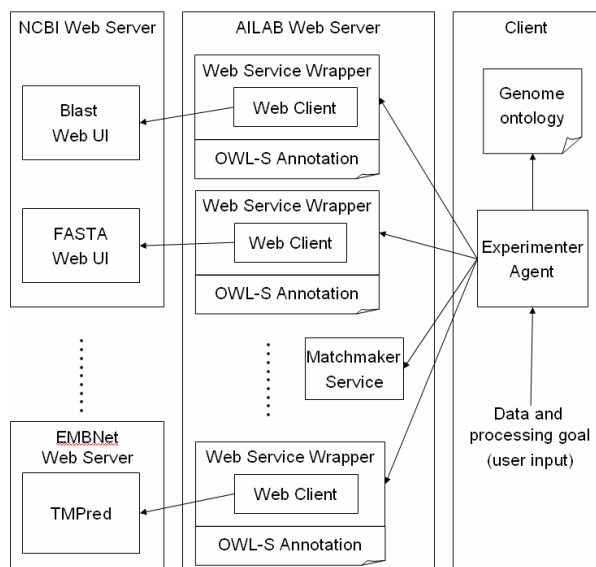 NCBI Web Server
Blast
Web UI
FASTA
Web UI
EMBNet
Web Server
TMPred
AILAB Web Server
Web Service Wrapper
Web Client
OWL-S Annotation
Web Service Wrapper
Web Client
OWL-S Annotation
Matchmaker
Service
Web Service Wrapper
Web Client
OWL-S Annotation
Client
Genome
ontology
Experimenter
Agent
Data and
processing goal
(user input)